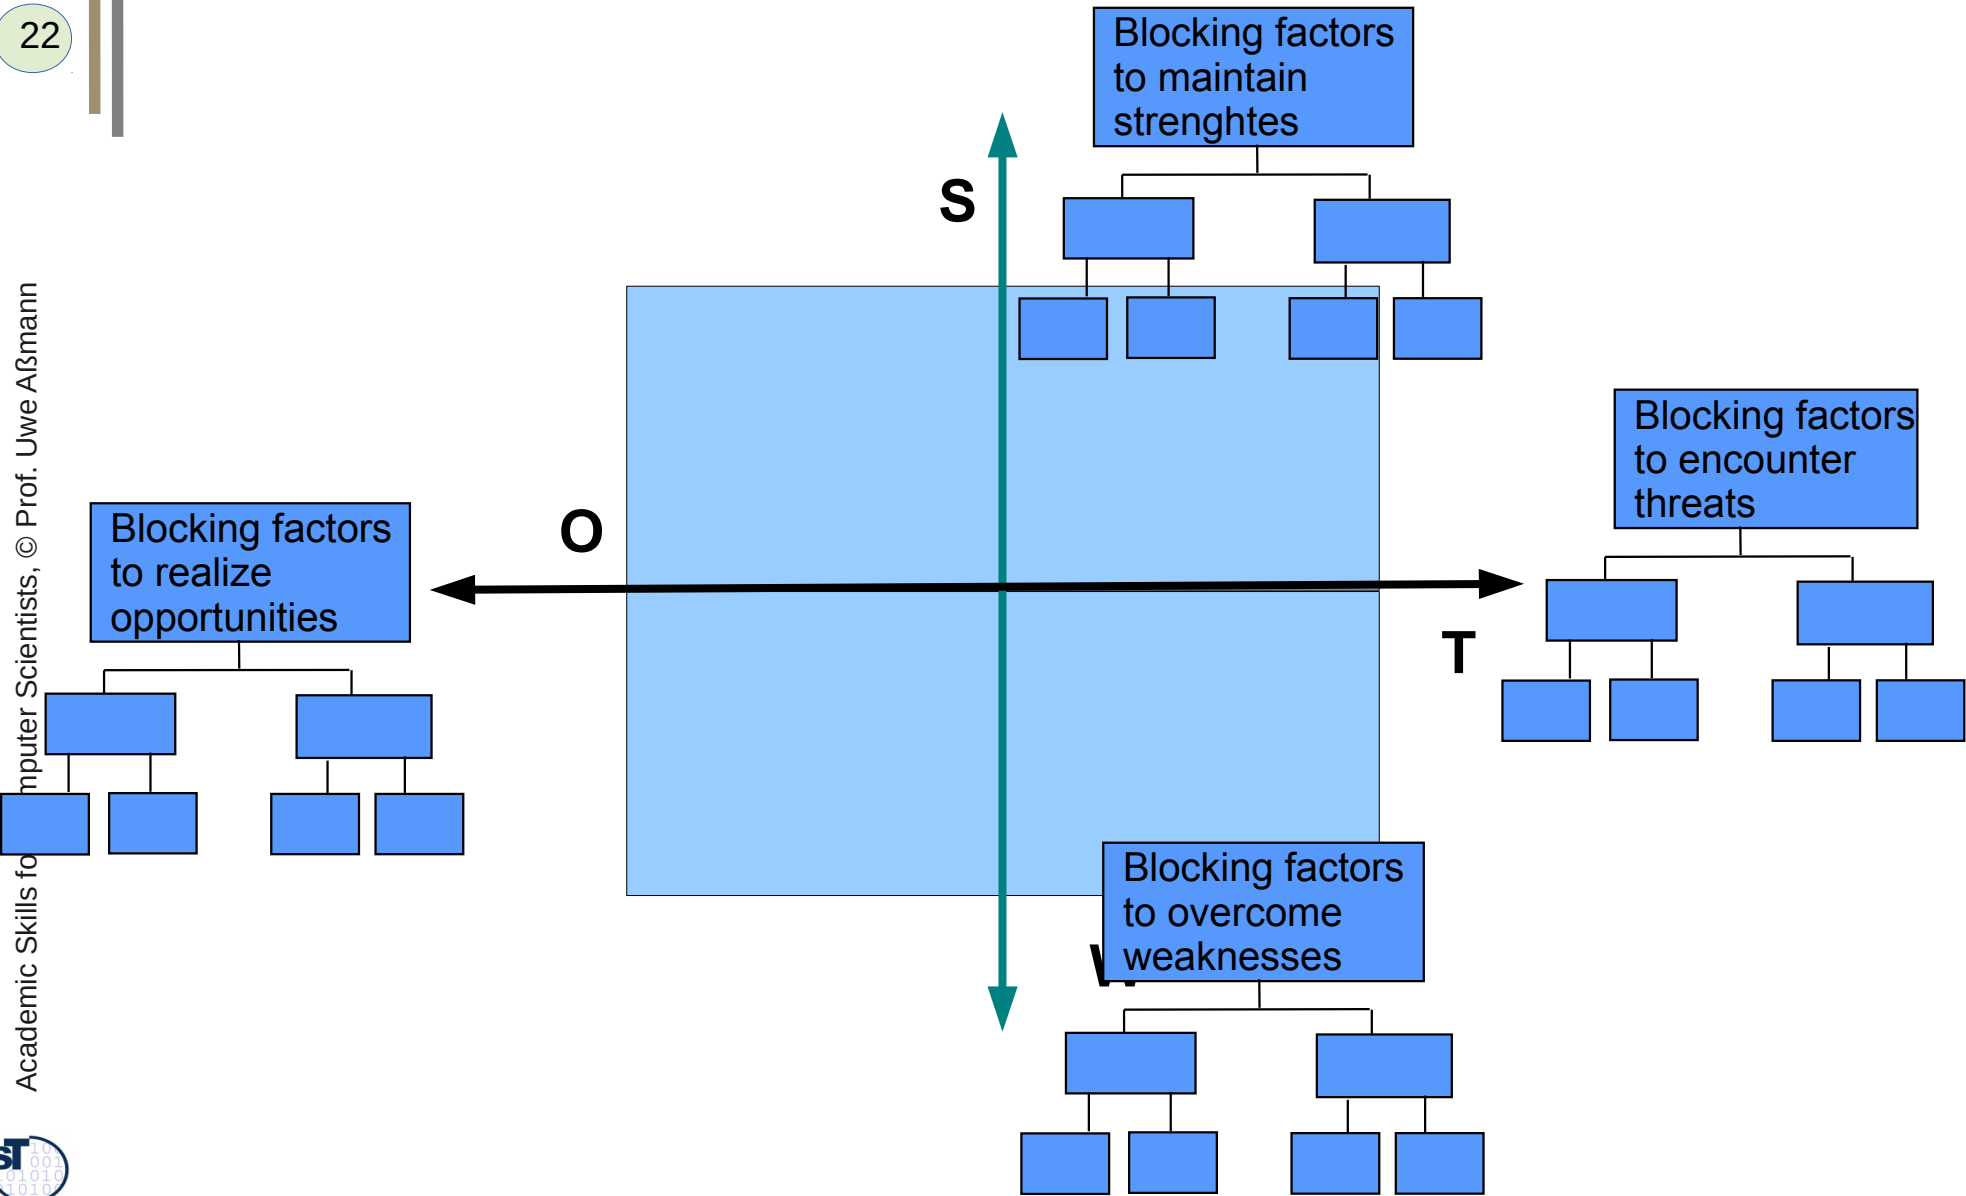 22
Blocking factors
to maintain
strenghtes
S
Blocking factors
to encounter
threats
O
Blocking factors
to realize
opportunities
T
Blocking factors
to overcome
weaknesses
Academic Skills fo mputer Scientists, © Prof. Uwe Aßmann
sT